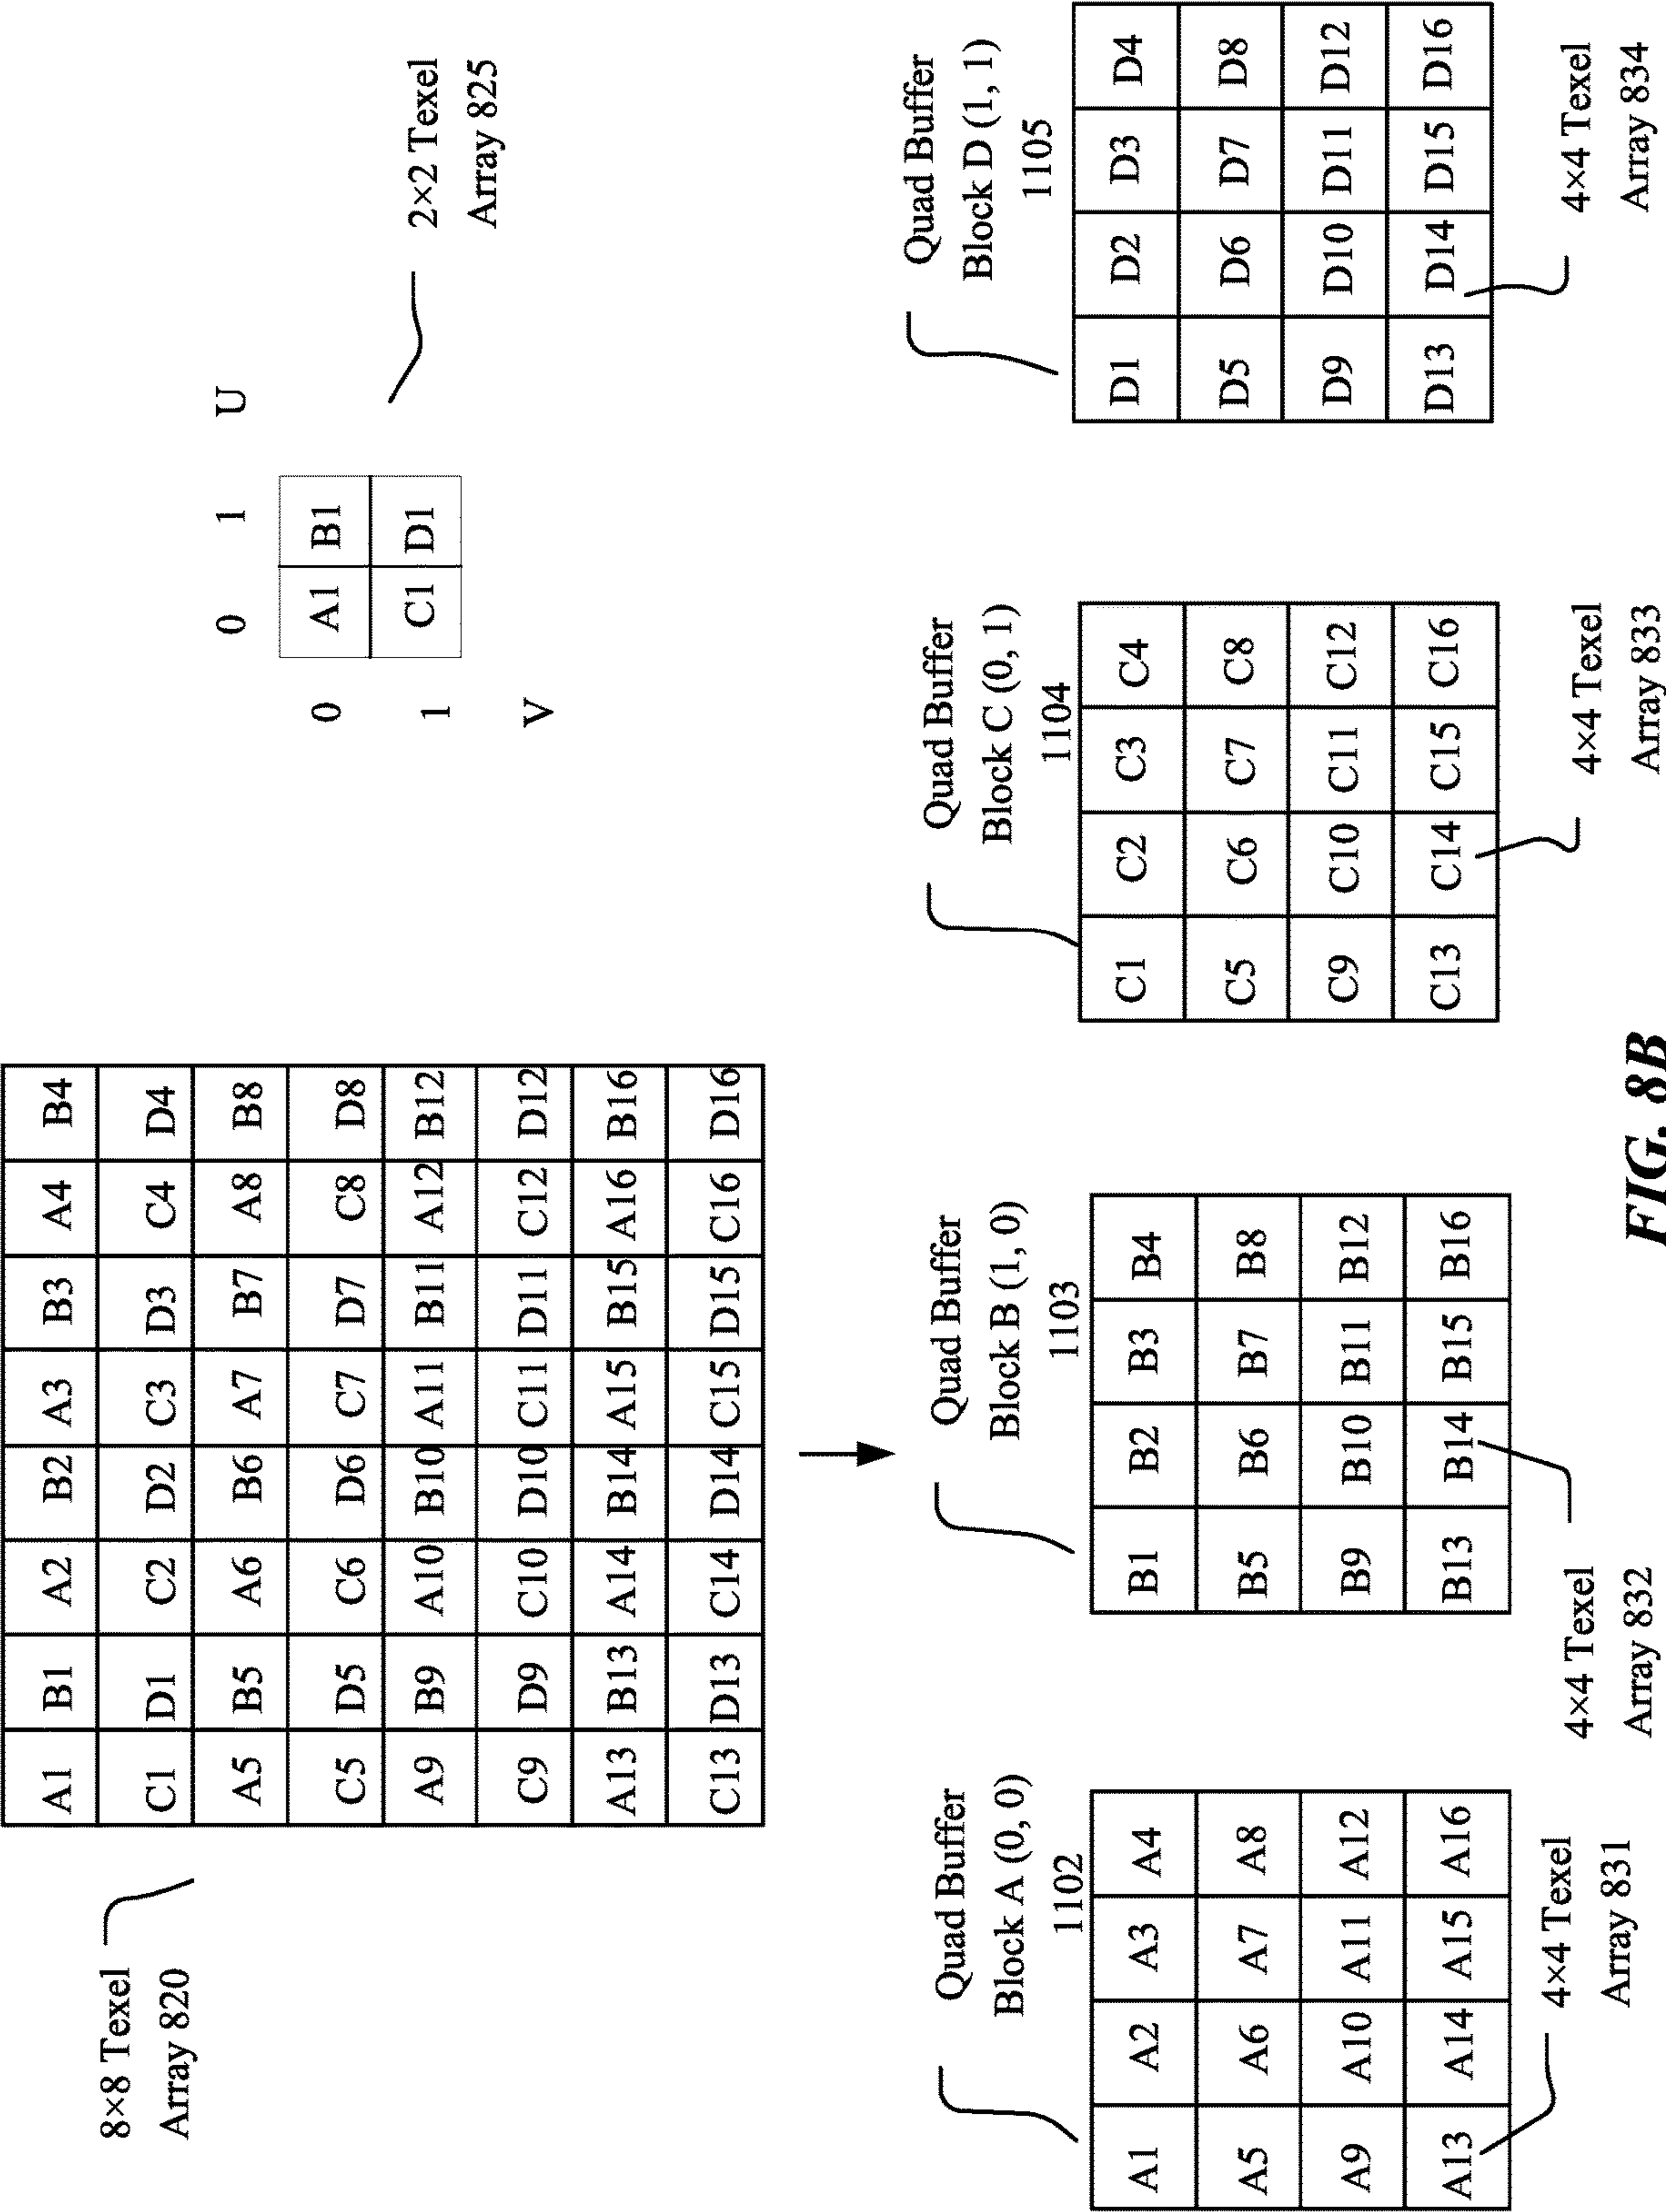 8×8 Texel
Array 820
A1 B1 A2 B2 A3 B3 A4 B4
C1 D1 C2 D2 C3 D3 C4 D4
A5 B5 A6 B6 A7 B7 A8 B8
C5 D5 C6 D6 C7 D7 C8 D8
A9 B9 A10 B10 A11 B11 A12 B12
C9 D9 C10 D10 C11 D11 C12 D12
A13 B13 A14 B14 A15 B15 A16 B16
C13 D13 C14 D14 C15 D15 C16 D16
0 1 U
0 A1 B1
1 C1 D1
V
2×2 Texel
Array 825
Quad Buffer
Block A (0, 0)
1102
A1 A2 A3 A4
A5 A6 A7 A8
A9 A10 A11 A12
A13 A14 A15 A16
4×4 Texel
Array 831
Quad Buffer
Block B (1, 0)
1103
B1 B2 B3 B4
B5 B6 B7 B8
B9 B10 B11 B12
B13 B14 B15 B16
4×4 Texel
Array 832
Quad Buffer
Block C (0, 1)
1104
C1 C2 C3 C4
C5 C6 C7 C8
C9 C10 C11 C12
C13 C14 C15 C16
4×4 Texel
Array 833
Quad Buffer
Block D (1, 1)
1105
D1 D2 D3 D4
D5 D6 D7 D8
D9 D10 D11 D12
D13 D14 D15 D16
4×4 Texel
Array 834
FIG. 8B